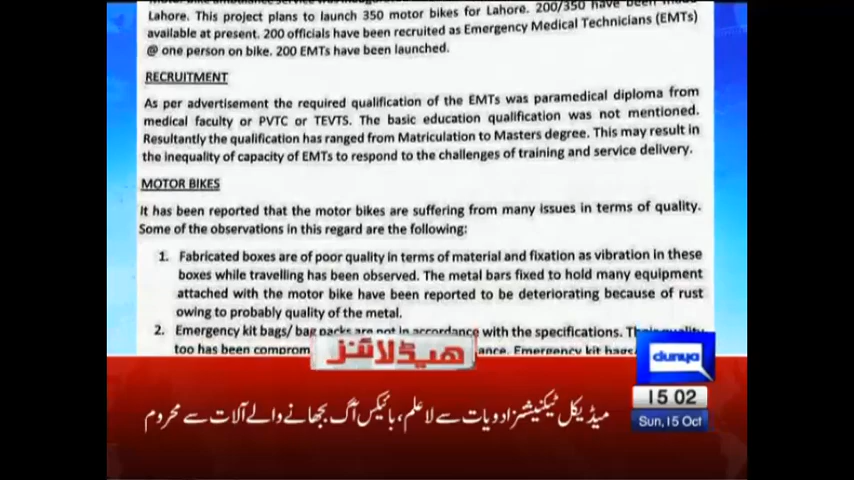 Lahore. This project plans to launch 350 motor bikes for Lahore. 200/350 have been made
available at present. 200 officials have been recruited as Emergency Medical Technicians (EMTs)
@ one person on bike. 200 EMTs have been launched.
RECRUITMENT
As per advertisement the required qualification of the EMTs was paramedical diploma from
medical faculty or PVTC or TEVTS. The basic education qualification was not mentioned.
Resultantly the qualification has ranged from Matriculation to Masters degree. This may result in
the inequality of capacity of EMTs to respond to the challenges of training and service delivery.
MOTOR BIKES
It has been reported that the motor bikes are suffering from many issues in terms of quality.
Some of the observations in this regard are the following:
1. Fabricated boxes are of poor quality in terms of material and fixation as vibration in these
boxes while travelling has been observed. The metal bars fixed to hold many equipment
attached with the motor bike have been reported to be deteriorating because of rust
owing to probably quality of the metal.
2. Emergency kit bags/ bag packs are not in accordance with the specifications. Their quality
too has been Emergency kit bags
ھیڈلائنز
dunya
15 02
Sun, 15 Oct
میڈیکل ٹیکنیشنز ادویات سے لاعلم، بائیکس آگ بجھانے والے آلات سے محروم